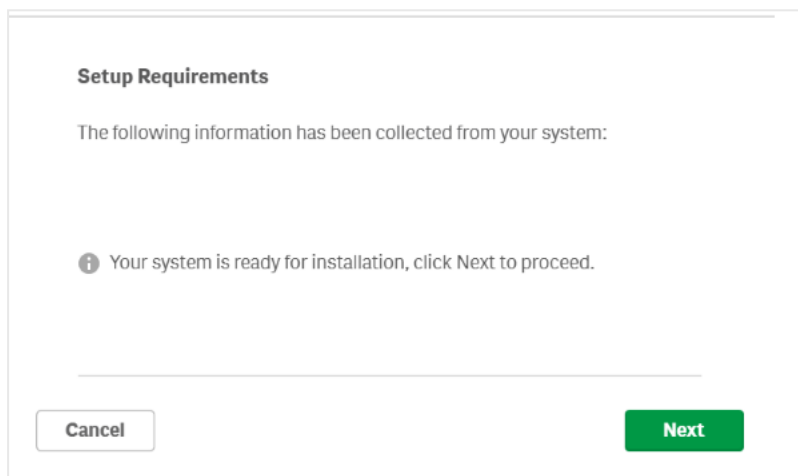 Setup Requirements
The following information has been collected from your system:
Your system is ready for installation, click Next to proceed.
Cancel
Next